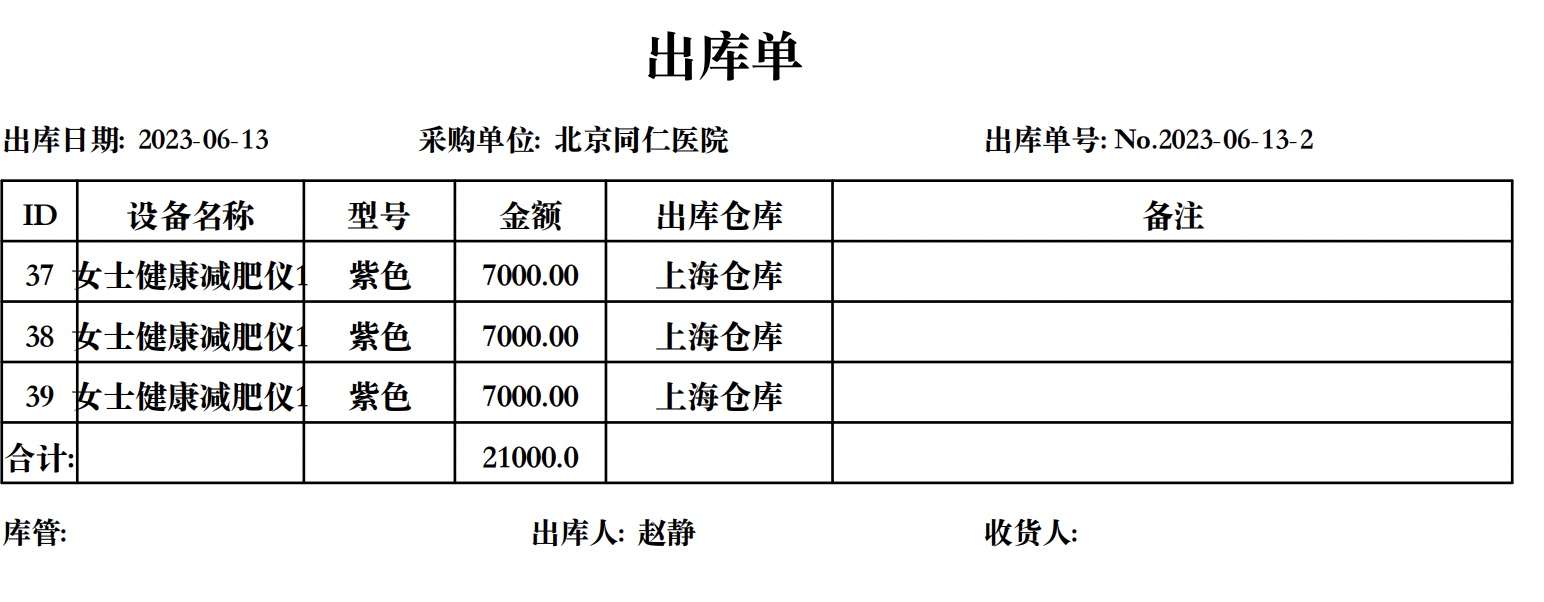 出库单
出库日期: 2023-06-13 采购单位: 北京同仁医院 出库单号: No.2023-06-13-2
ID 设备名称 型号 金额 出库仓库 备注
37 女士健康减肥仪1 紫色 7000.00 上海仓库
38 女士健康减肥仪1 紫色 7000.00 上海仓库
39 女士健康减肥仪1 紫色 7000.00 上海仓库
合计: 21000.0
库管: 出库人: 赵静 收货人: